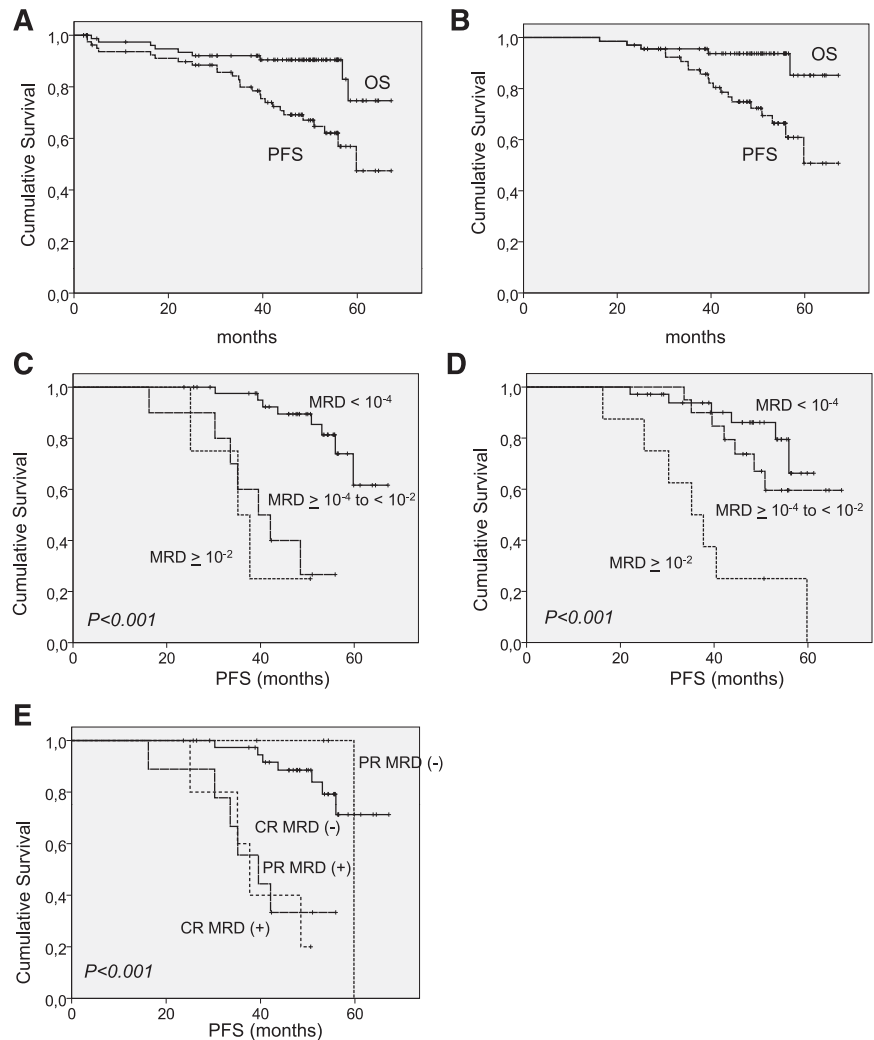 A
Cumulative Survival
1,0
0,8
0,6
0,4
0,2
0,0
OS
PFS
0 20 40 60
months
B
Cumulative Survival
1,0
0,8
0,6
0,4
0,2
0,0
OS
PFS
0 20 40 60
months
C
Cumulative Survival
1,0
0,8
0,6
0,4
0,2
0,0
MRD < 10⁻⁴
MRD ≥ 10⁻⁴ to < 10⁻²
MRD ≥ 10⁻²
P<0.001
0 20 40 60
PFS (months)
D
Cumulative Survival
1,0
0,8
0,6
0,4
0,2
0,0
MRD < 10⁻⁴
MRD ≥ 10⁻⁴ to < 10⁻²
MRD ≥ 10⁻²
P<0.001
0 20 40 60
PFS (months)
E
Cumulative Survival
1,0
0,8
0,6
0,4
0,2
0,0
PR MRD (-)
CR MRD (-)
PR MRD (+)
CR MRD (+)
P<0.001
0 20 40 60
PFS (months)